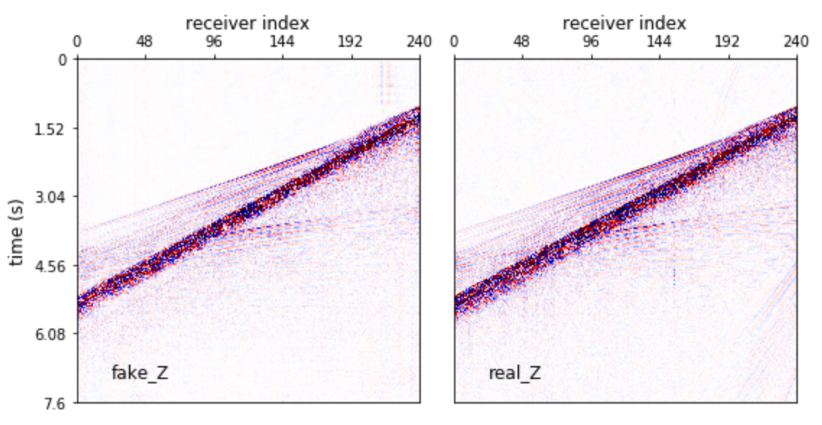 receiver index
0 48 96 144 192 240
0
1.52
3.04
4.56
6.08
7.6
time (s)
fake_Z
receiver index
0 48 96 144 192 240
real_Z